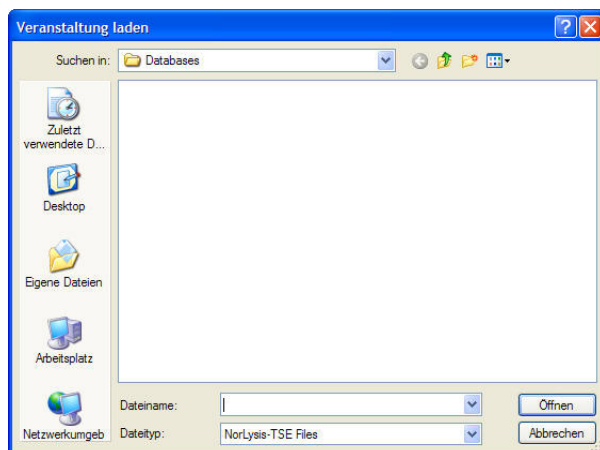 Veranstaltung laden
Suchen in: Databases
Zuletzt
verwendete D...
Desktop
Eigene Dateien
Arbeitsplatz
Netzwerkumgeb
Dateiname: Öffnen
Dateityp: NorLysis-TSE Files Abbrechen